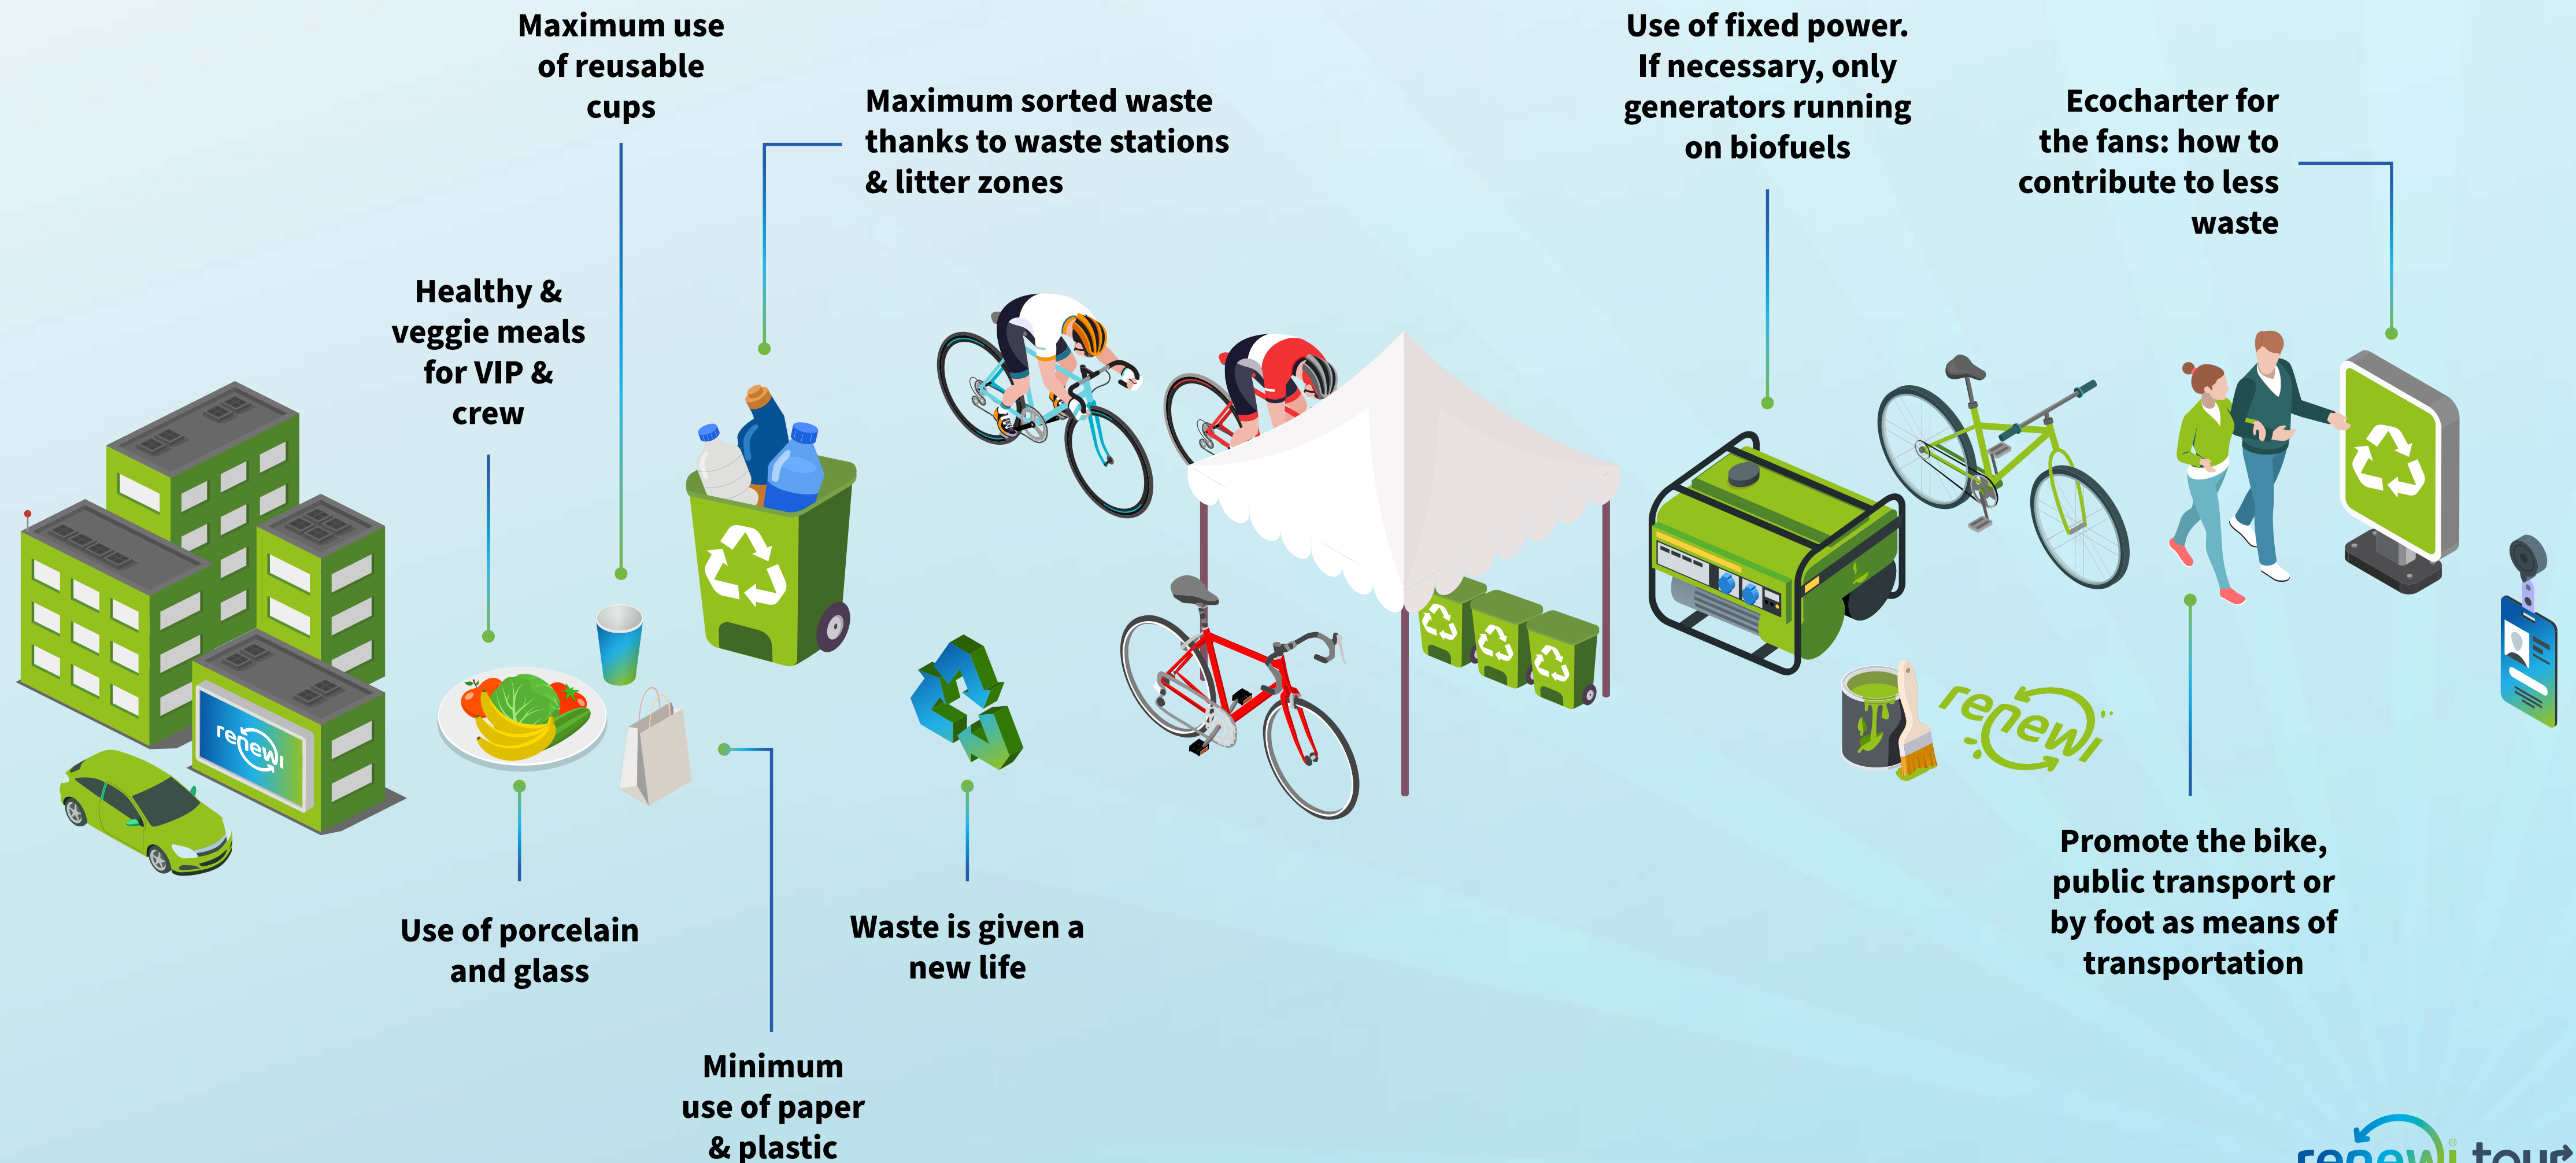 Maximum use
of reusable
cups
Maximum sorted waste
thanks to waste stations
& litter zones
Use of fixed power.
If necessary, only
generators running
on biofuels
Ecocharter for
the fans: how to
contribute to less
waste
Healthy &
veggie meals
for VIP &
crew
renewi
renewi
Use of porcelain
and glass
Waste is given a
new life
Minimum
use of paper
& plastic
Promote the bike,
public transport or
by foot as means of
transportation
renewi tour